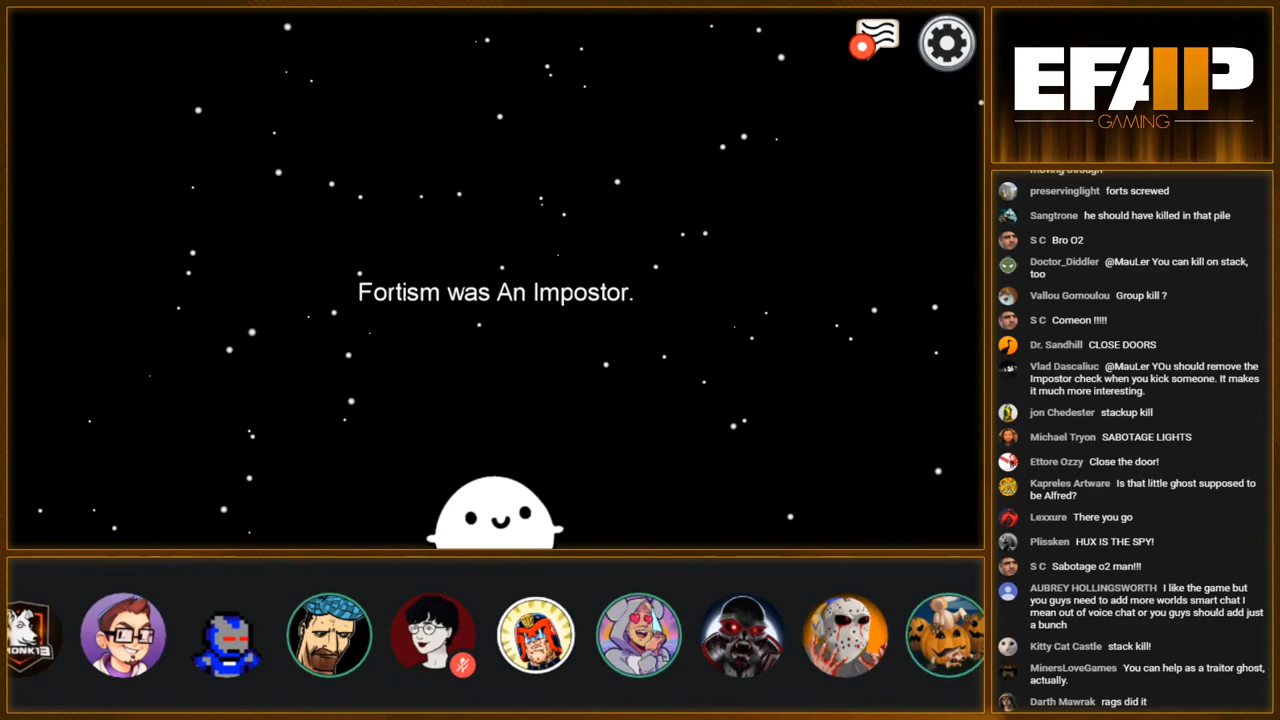 Fortism was An Impostor.
MONK13
EFAP
GAMING
moving through
preservinglight forts screwed
Sangtrone he should have killed in that pile
S C Bro O2
Doctor_Diddler @MauLer You can kill on stack,
too
Vallou Gomoulou Group kill ?
S C Comeon !!!!!
Dr. Sandhill CLOSE DOORS
Vlad Dascaliuc @MauLer YOu should remove the
Impostor check when you kick someone. It makes
it much more interesting.
jon Chedester stackup kill
Michael Tryon SABOTAGE LIGHTS
Ettore Ozzy Close the door!
Kapreles Artware Is that little ghost supposed to
be Alfred?
Lexxure There you go
Plissken HUX IS THE SPY!
S C Sabotage o2 man!!!
AUBREY HOLLINGSWORTH I like the game but
you guys need to add more worlds smart chat I
mean out of voice chat or you guys should add just
a bunch
Kitty Cat Castle stack kill!
MinersLoveGames You can help as a traitor ghost,
actually.
Darth Mawrak rags did it